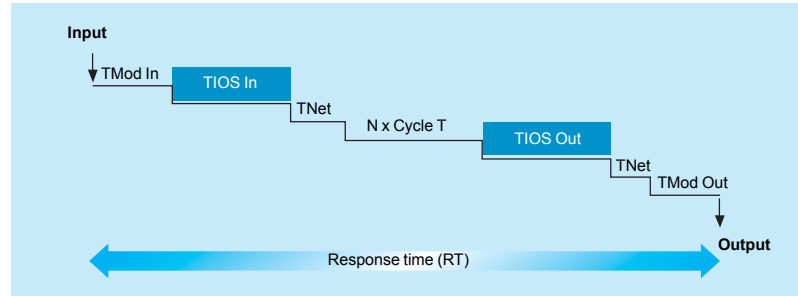 Input
TMod In
TIOS In
TNet
N x Cycle T
TIOS Out
TNet
TMod Out
Output
Response time (RT)